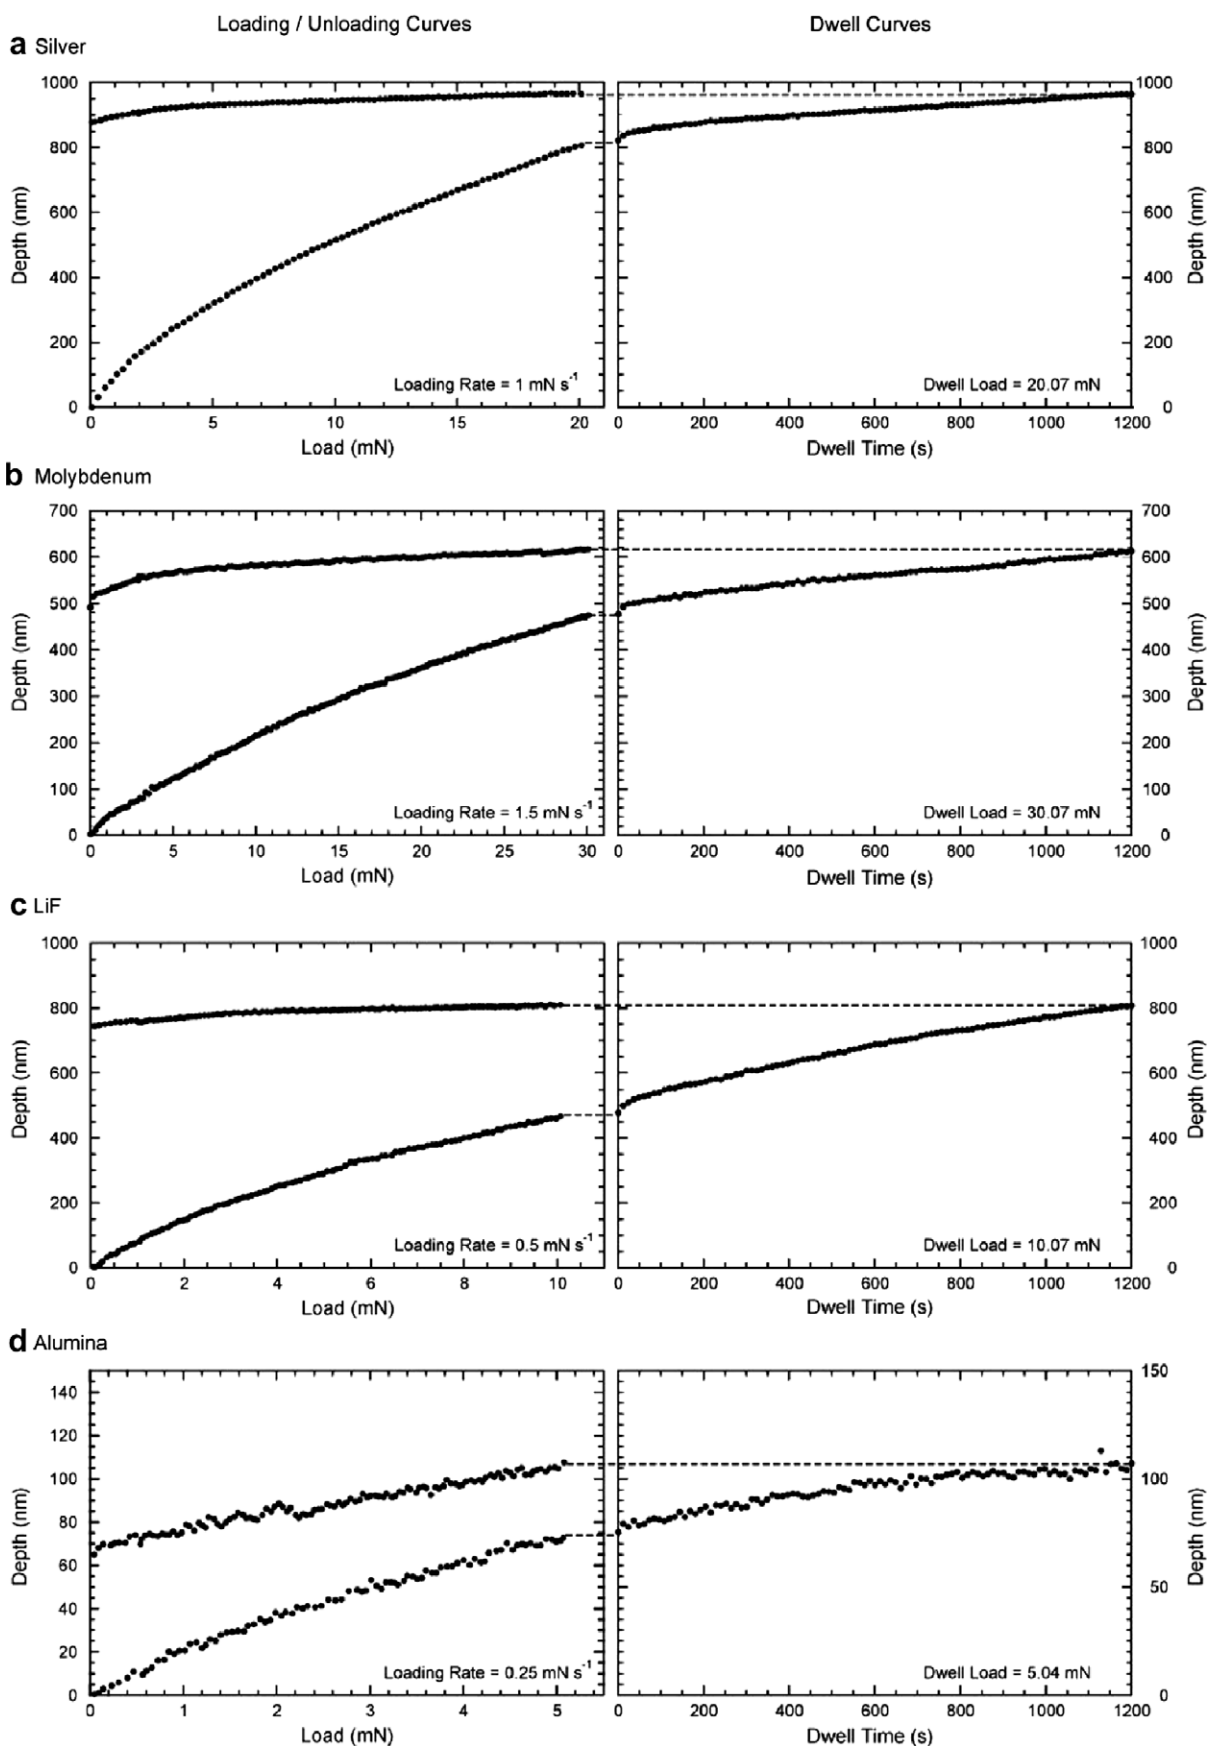 Loading / Unloading Curves Dwell Curves
a Silver
1000 1000
800 800
600 600
400 400
200 200
0 0
Depth (nm) Depth (nm)
Loading Rate = 1 mN s-1 Dwell Load = 20.07 mN
0 5 10 15 20 0 200 400 600 800 1000 1200
Load (mN) Dwell Time (s)
b Molybdenum
700 700
600 600
500 500
400 400
300 300
200 200
100 100
0 0
Depth (nm) Depth (nm)
Loading Rate = 1.5 mN s-1 Dwell Load = 30.07 mN
0 5 10 15 20 25 30 0 200 400 600 800 1000 1200
Load (mN) Dwell Time (s)
c LiF
1000 1000
800 800
600 600
400 400
200 200
0 0
Depth (nm) Depth (nm)
Loading Rate = 0.5 mN s-1 Dwell Load = 10.07 mN
0 2 4 6 8 10 0 200 400 600 800 1000 1200
Load (mN) Dwell Time (s)
d Alumina
140 150
120
100 100
80
60 50
40
20
0 0
Depth (nm) Depth (nm)
Loading Rate = 0.25 mN s-1 Dwell Load = 5.04 mN
0 1 2 3 4 5 0 200 400 600 800 1000 1200
Load (mN) Dwell Time (s)